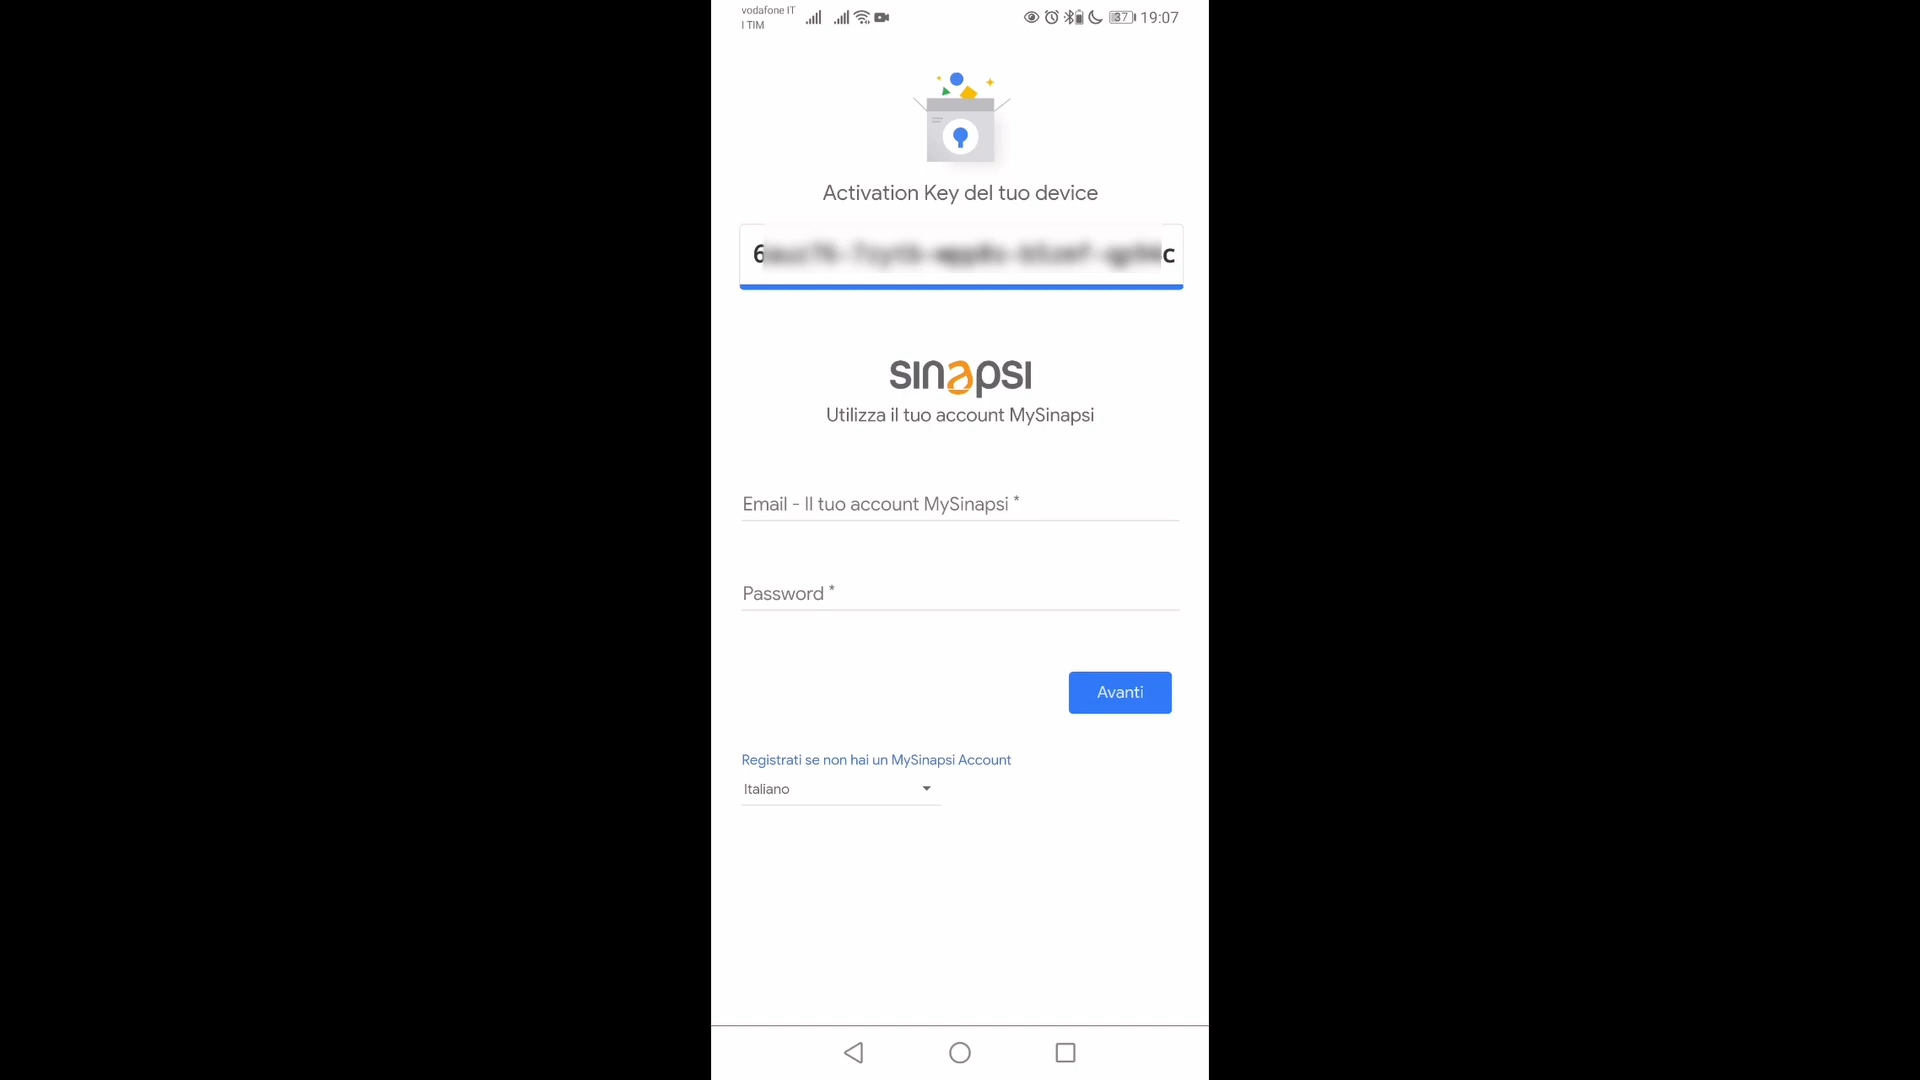 vodafone IT
I TIM
37 19:07
Activation Key del tuo device
sinapsi
Utilizza il tuo account MySinapsi
Email - Il tuo account MySinapsi *
Password *
Avanti
Registrati se non hai un MySinapsi Account
Italiano